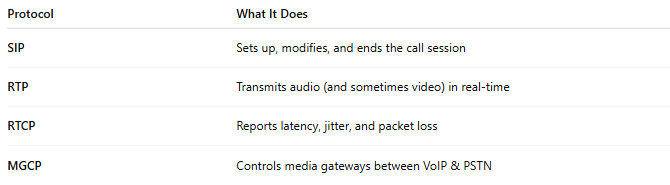 Protocol What It Does
SIP Sets up, modifies, and ends the call session
RTP Transmits audio (and sometimes video) in real-time
RTCP Reports latency, jitter, and packet loss
MGCP Controls media gateways between VoIP & PSTN